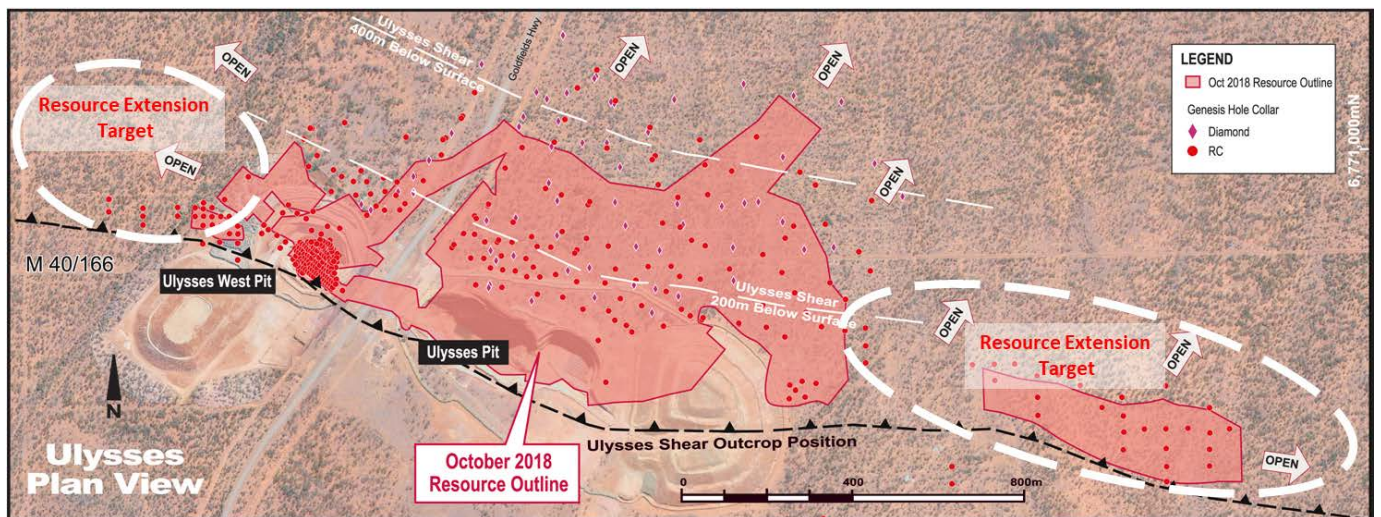 Ulysses Shear
400m Below Surface
Goldfields Hwy
OPEN
OPEN
OPEN
OPEN
OPEN
LEGEND
Oct 2018 Resource Outline
Genesis Hole Collar
Diamond
RC
6,771,000mN
Resource Extension
Target
M 40/166
Ulysses West Pit
Ulysses Shear
200m Below Surface
Ulysses Pit
OPEN
OPEN
Resource Extension
Target
N
Ulysses Shear Outcrop Position
Ulysses
Plan View
October 2018
Resource Outline
OPEN
0
400
800m